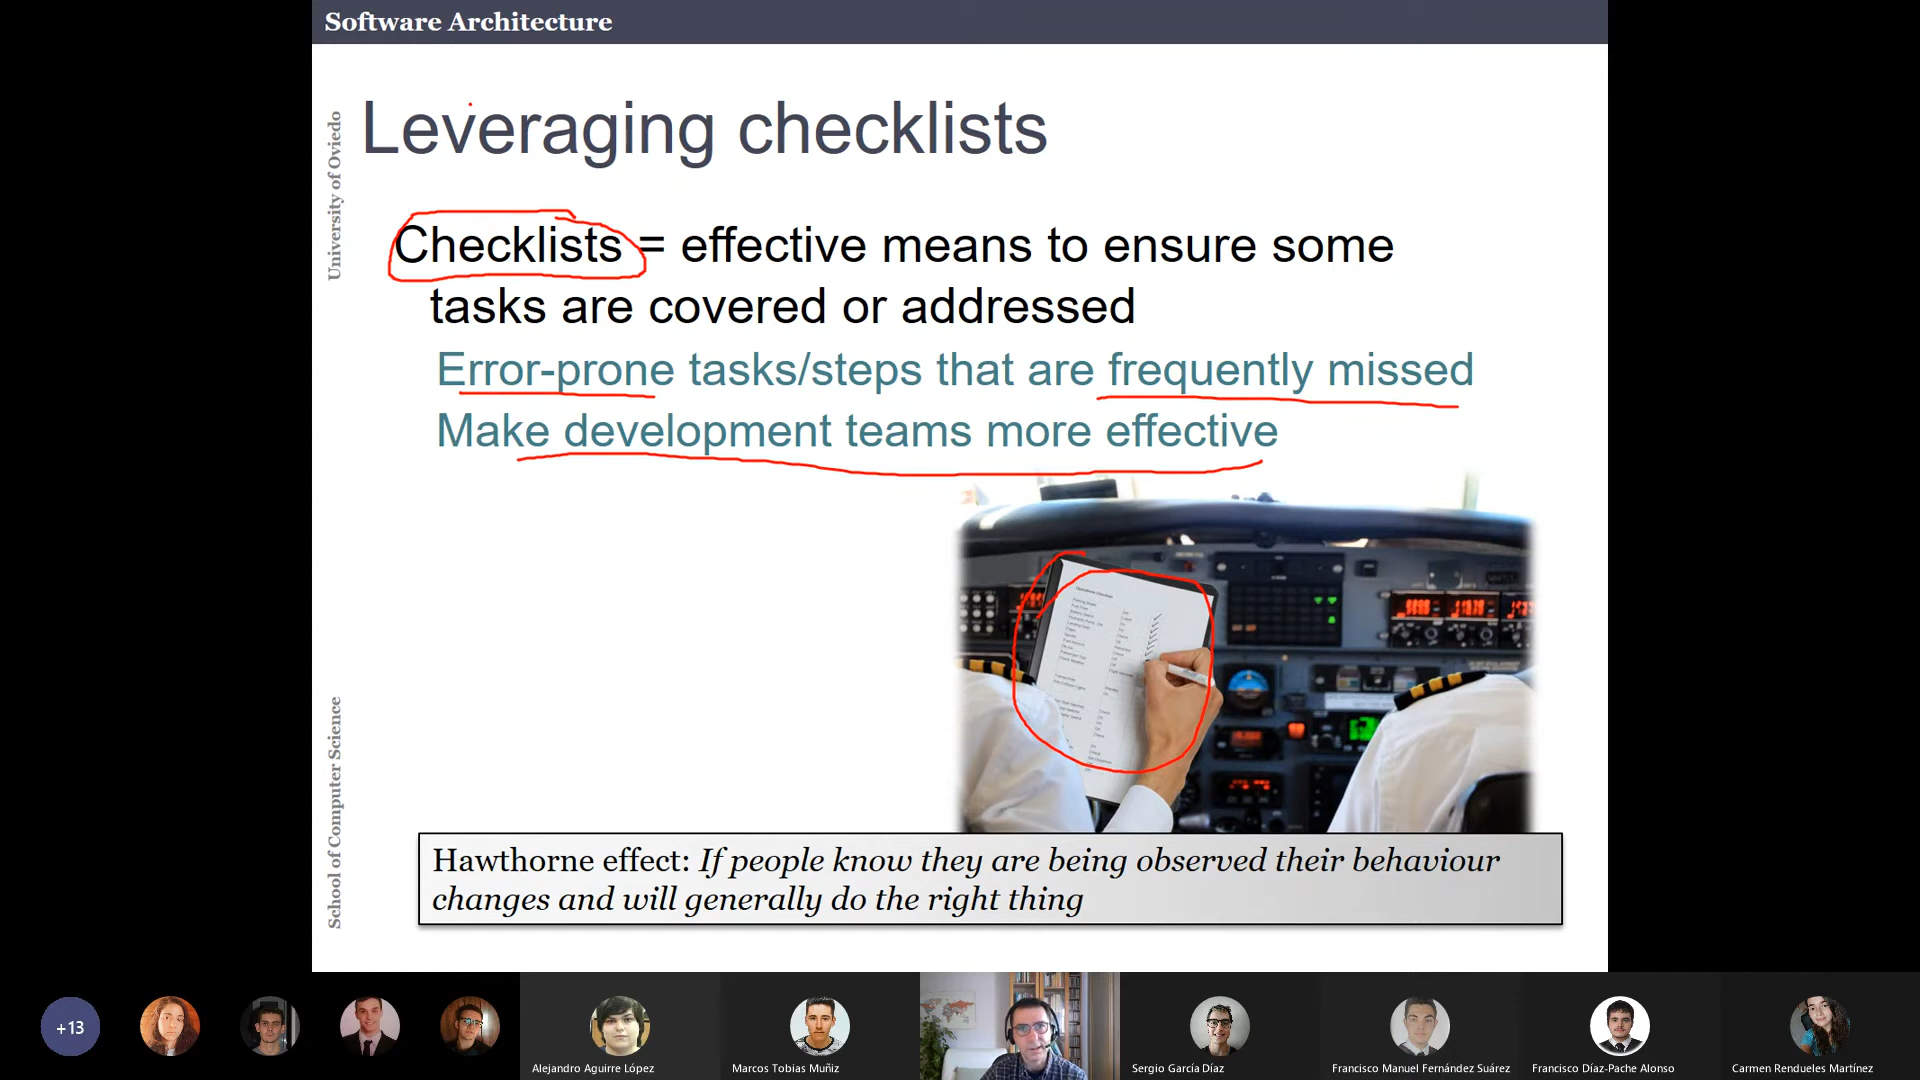 Software Architecture
University of Oviedo
School of Computer Science
Leveraging checklists
Checklists = effective means to ensure some
tasks are covered or addressed
Error-prone tasks/steps that are frequently missed
Make development teams more effective
Hawthorne effect: If people know they are being observed their behaviour
changes and will generally do the right thing
+13
Alejandro Aguirre López
Marcos Tobias Muñiz
Sergio García Díaz
Francisco Manuel Fernández Suárez
Francisco Díaz-Pache Alonso
Carmen Rendueles Martínez